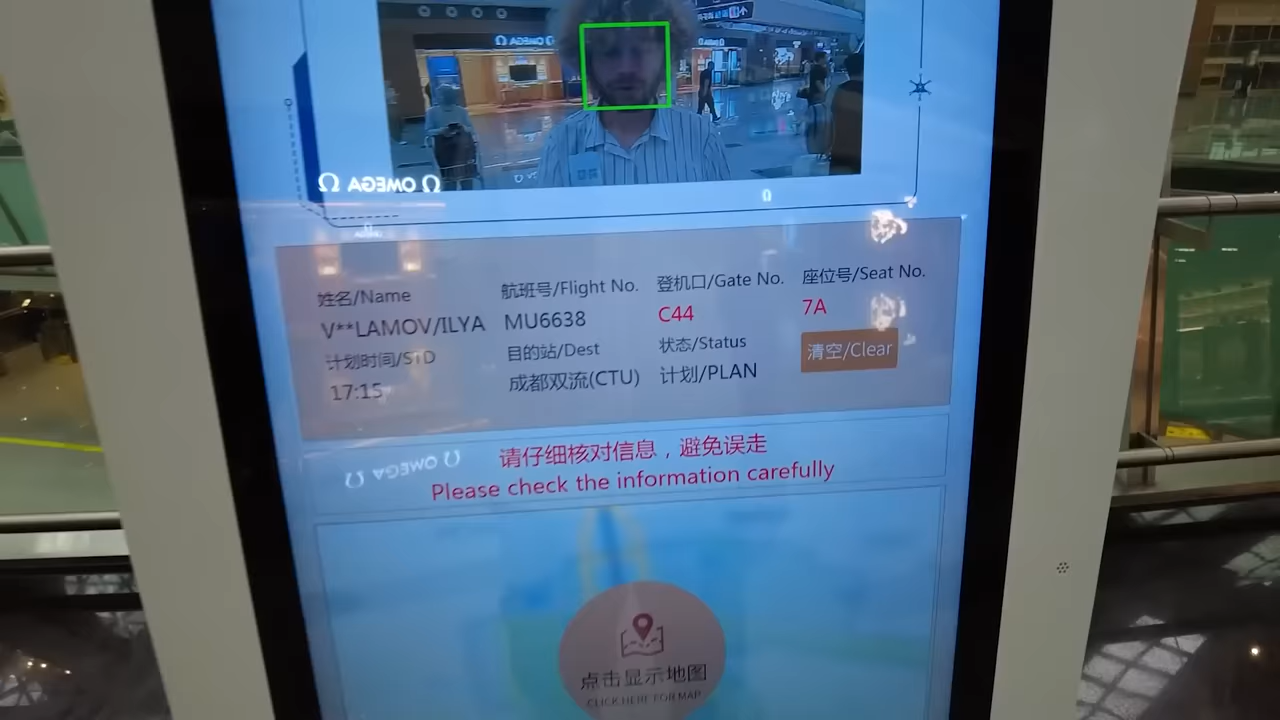 Ω OMEGA Ω
姓名/Name
V**LAMOV/ILYA
计划时间/STD
17:15
航班号/Flight No.
MU6638
目的站/Dest
成都双流(CTU)
登机口/Gate No.
C44
状态/Status
计划/PLAN
座位号/Seat No.
7A
清空/Clear
请仔细核对信息，避免误走
Please check the information carefully
Ω OMEGA Ω
点击显示地图
CLICK HERE FOR MAP